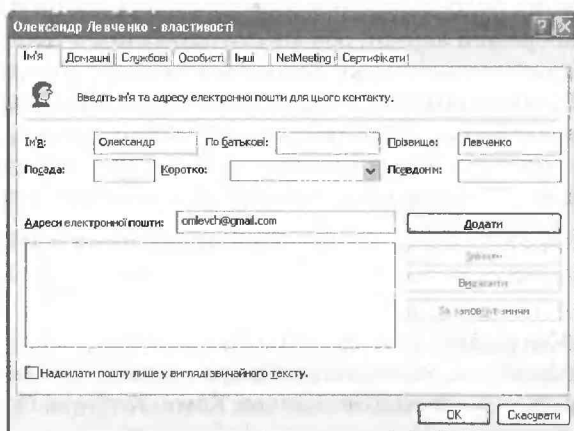 Олександр Левченко - властивості
Ім'я Домашні Службові Особисті Інші NetMeeting Сертифікати
Введіть ім'я та адресу електронної пошти для цього контакту.
Ім'я: Олександр По батькові: Прізвище: Левченко
Посада: Коротко: Псевдонім:
Адреси електронної пошти: omlevch@gmail.com Додати
Змінити
Видалити
За замовчуванням
Надсилати пошту лише у вигляді звичайного тексту.
ОК Скасувати